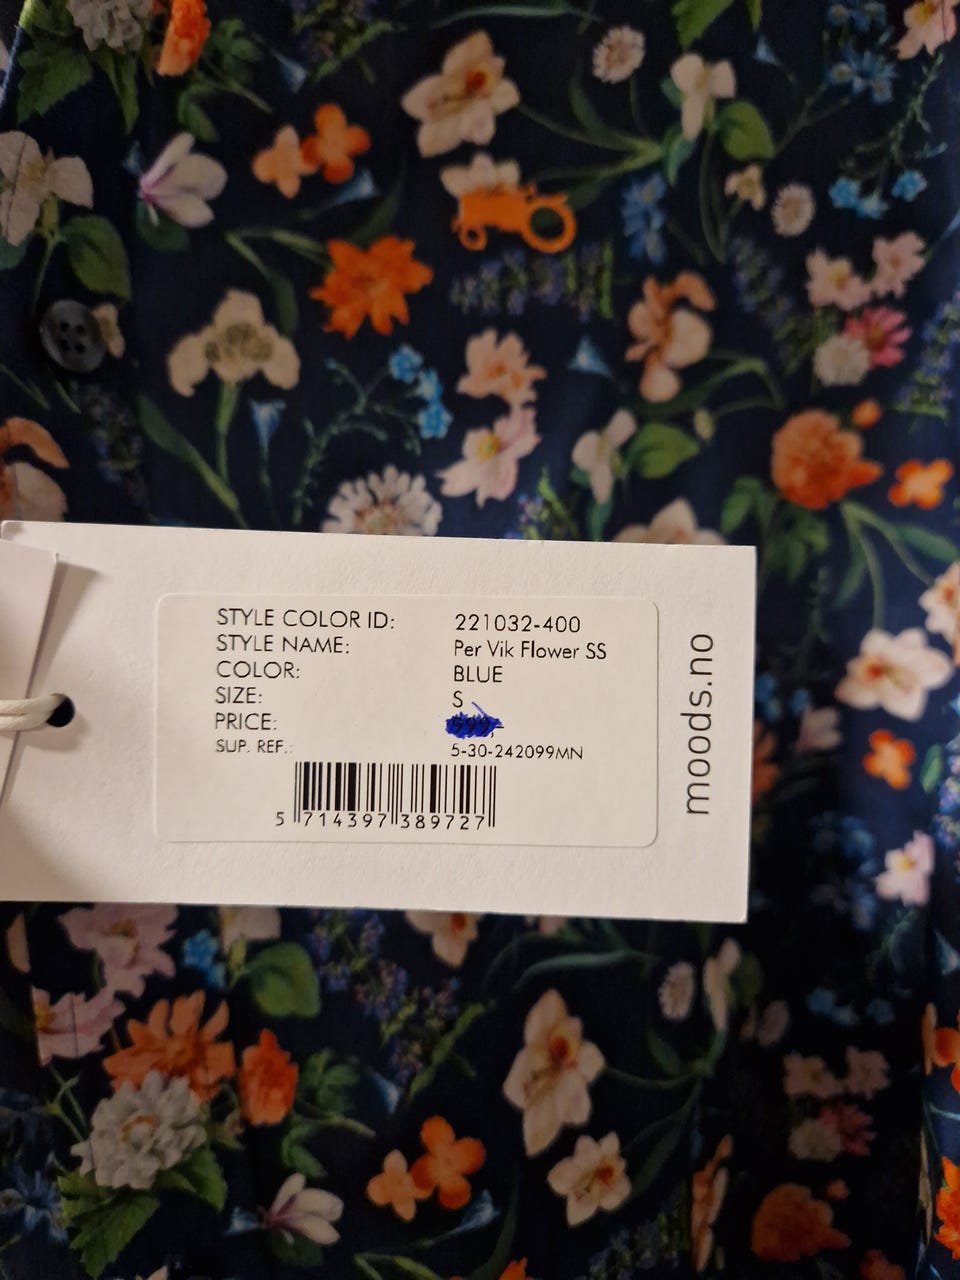 STYLE COLOR ID: 221032-400
STYLE NAME: Per Vik Flower SS
COLOR: BLUE
SIZE: S
PRICE: 999,-
SUP. REF.: 5-30-242099MN
5 714397 389727
moods.no